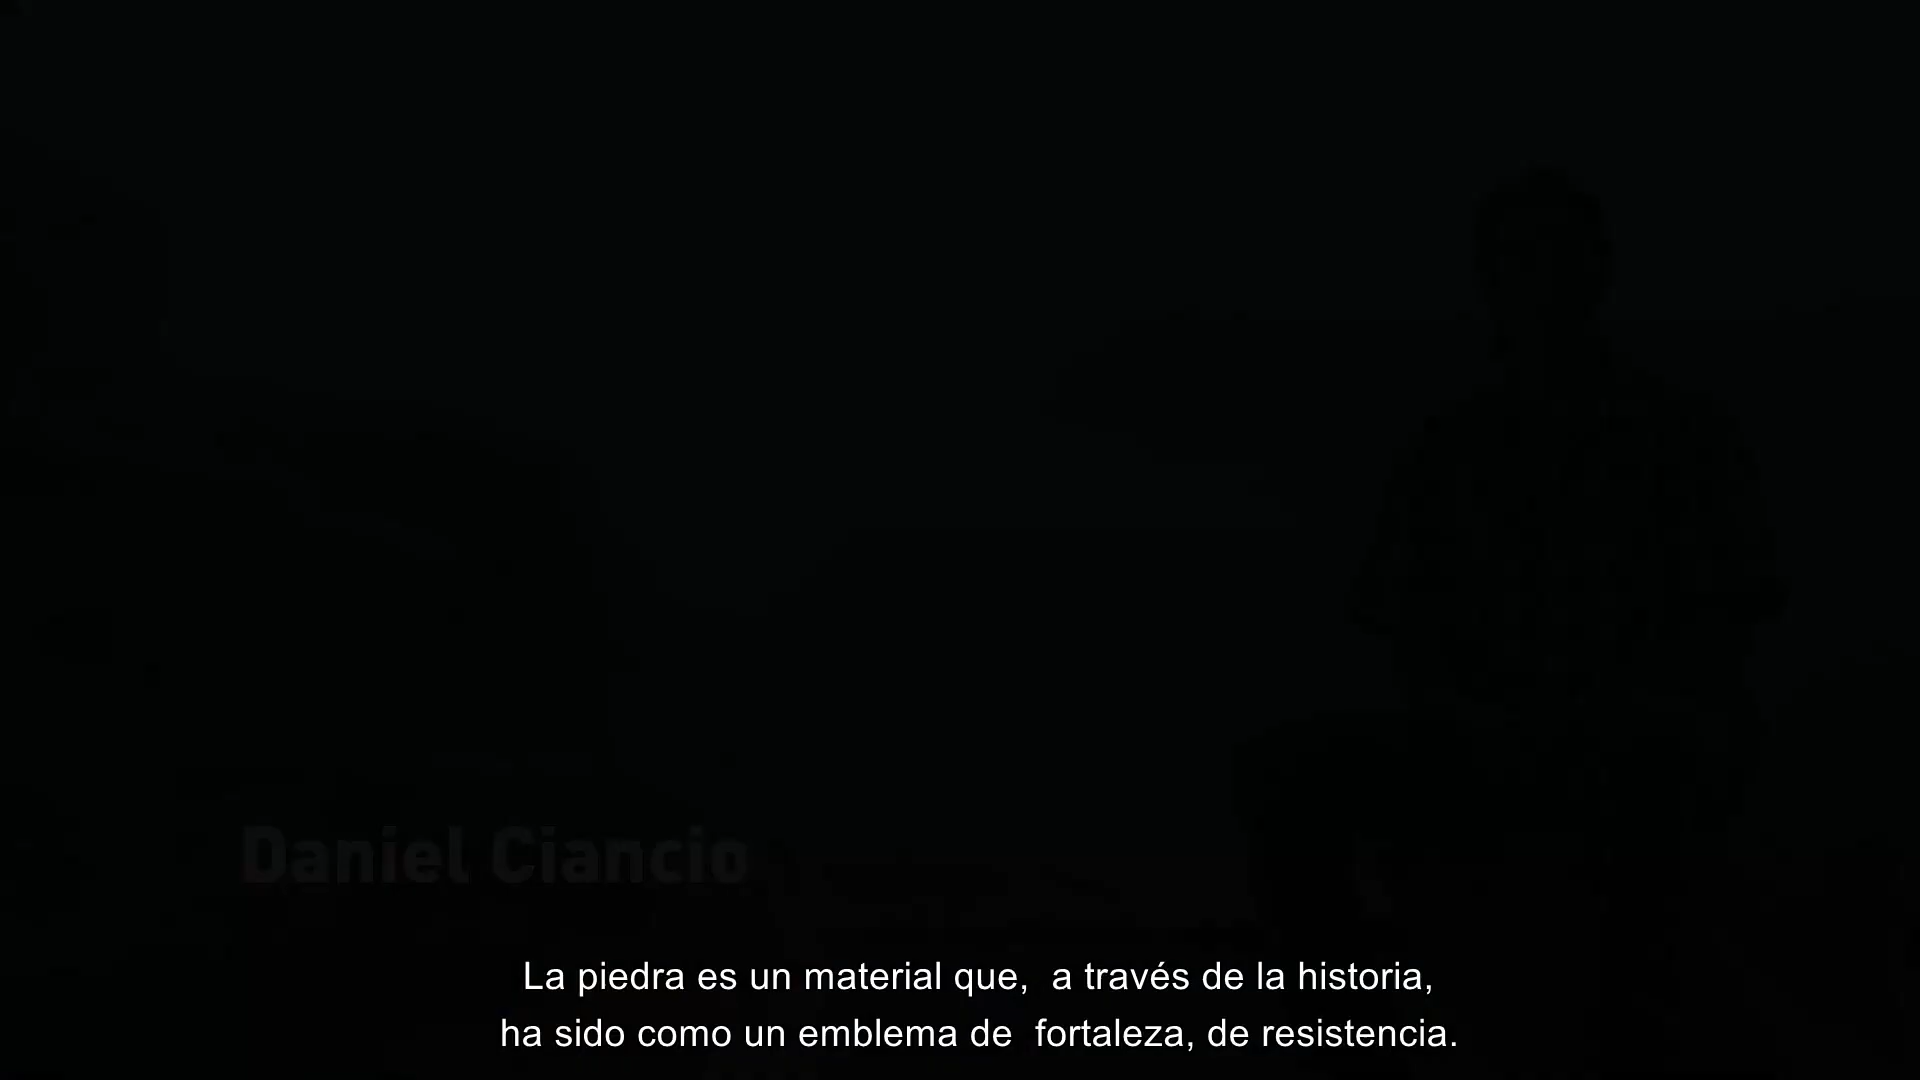 Daniel Ciancio
La piedra es un material que,  a través de la historia,
ha sido como un emblema de  fortaleza, de resistencia.